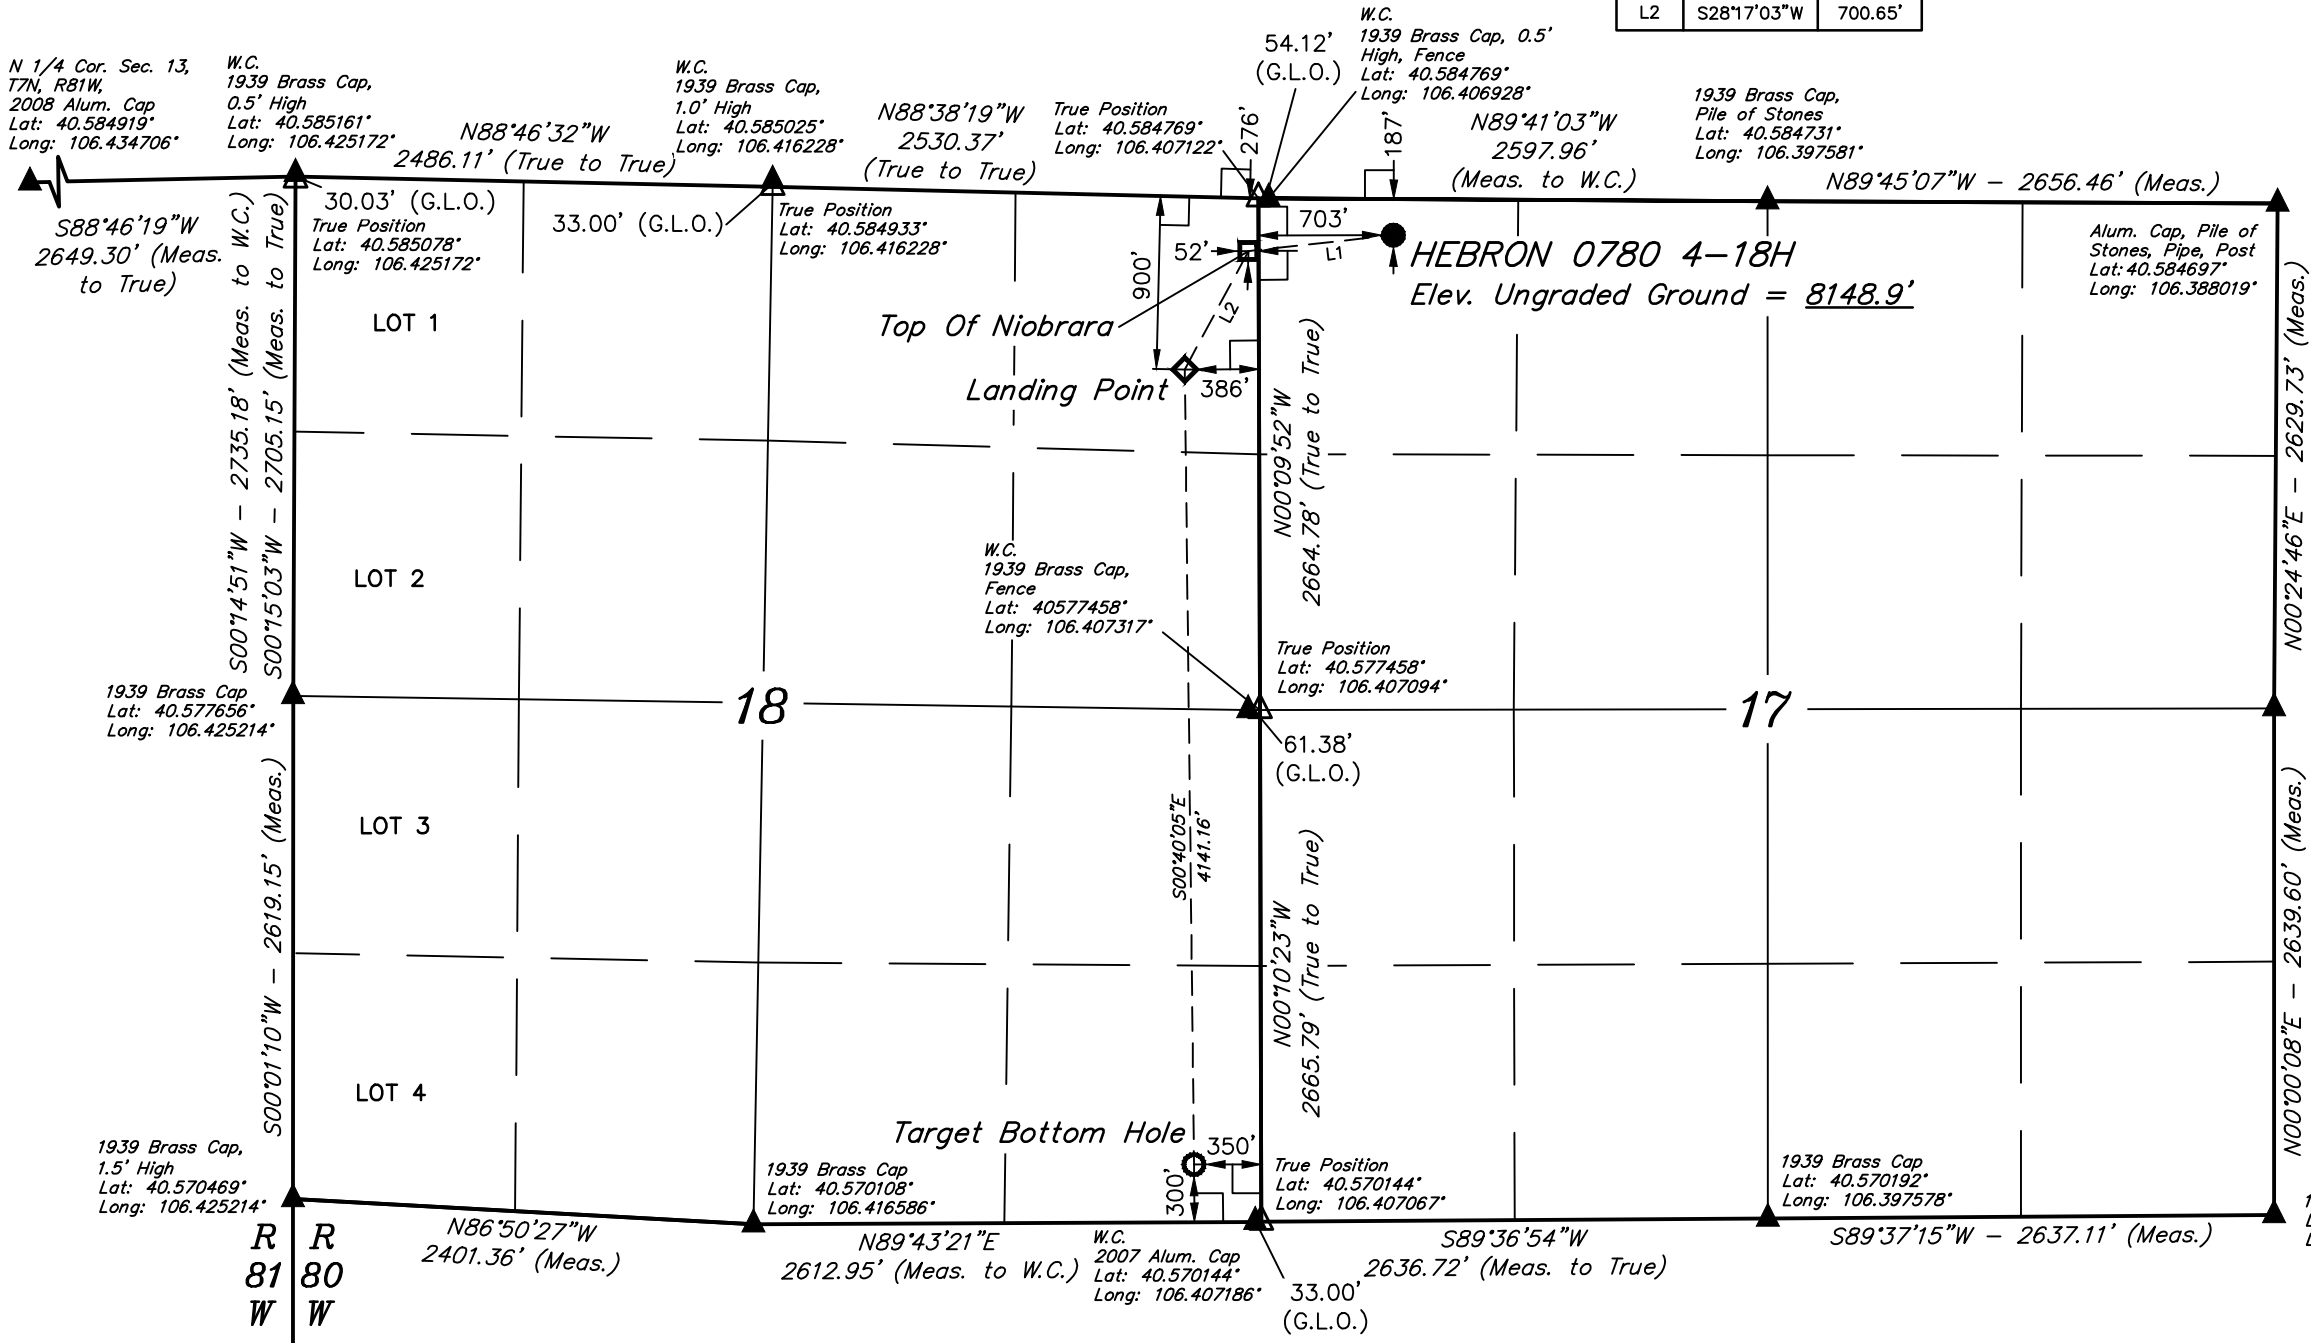 L2 S28°17'03"W 700.65'
N 1/4 Cor. Sec. 13,
T7N, R81W,
2008 Alum. Cap
Lat: 40.584919°
Long: 106.434706°
W.C.
1939 Brass Cap,
0.5' High
Lat: 40.585161°
Long: 106.425172°
N88°46'32"W
2486.11' (True to True)
W.C.
1939 Brass Cap,
1.0' High
Lat: 40.585025°
Long: 106.416228°
N88°38'19"W
2530.37'
(True to True)
True Position
Lat: 40.584769°
Long: 106.407122°
276'
54.12'
(G.L.O.)
W.C.
1939 Brass Cap, 0.5'
High, Fence
Lat: 40.584769°
Long: 106.406928°
187'
N89°41'03"W
2597.96'
(Meas. to W.C.)
1939 Brass Cap,
Pile of Stones
Lat: 40.584731°
Long: 106.397581°
N89°45'07"W – 2656.46' (Meas.)
S88°46'19"W
2649.30' (Meas.
to True)
30.03' (G.L.O.)
True Position
Lat: 40.585078°
Long: 106.425172°
33.00' (G.L.O.)
True Position
Lat: 40.584933°
Long: 106.416228°
900'
52'
703'
L1
L2
HEBRON 0780 4–18H
Elev. Ungraded Ground = 8148.9'
Alum. Cap, Pile of
Stones, Pipe, Post
Lat: 40.584697°
Long: 106.388019°
LOT 1
Top Of Niobrara
Landing Point
386'
S00°14'51"W – 2735.18' (Meas. to W.C.)
S00°15'03"W – 2705.15' (Meas. to True)
N00°09'52"W
2664.78' (True to True)
N00°24'46"E – 2629.73' (Meas.)
LOT 2
W.C.
1939 Brass Cap,
Fence
Lat: 40577458°
Long: 106.407317°
True Position
Lat: 40.577458°
Long: 106.407094°
1939 Brass Cap
Lat: 40.577656°
Long: 106.425214°
18
17
61.38'
(G.L.O.)
LOT 3
S00°01'10"W – 2619.15' (Meas.)
S00°40'05"E
4141.16'
N00°10'23"W
2665.79' (True to True)
N00°00'08"E – 2639.60' (Meas.)
LOT 4
Target Bottom Hole
350'
300'
1939 Brass Cap,
1.5' High
Lat: 40.570469°
Long: 106.425214°
1939 Brass Cap
Lat: 40.570108°
Long: 106.416586°
True Position
Lat: 40.570144°
Long: 106.407067°
1939 Brass Cap
Lat: 40.570192°
Long: 106.397578°
N86°50'27"W
2401.36' (Meas.)
N89°43'21"E
2612.95' (Meas. to W.C.)
W.C.
2007 Alum. Cap
Lat: 40.570144°
Long: 106.407186°
33.00'
(G.L.O.)
S89°36'54"W
2636.72' (Meas. to True)
S89°37'15"W – 2637.11' (Meas.)
R R
81 80
W W